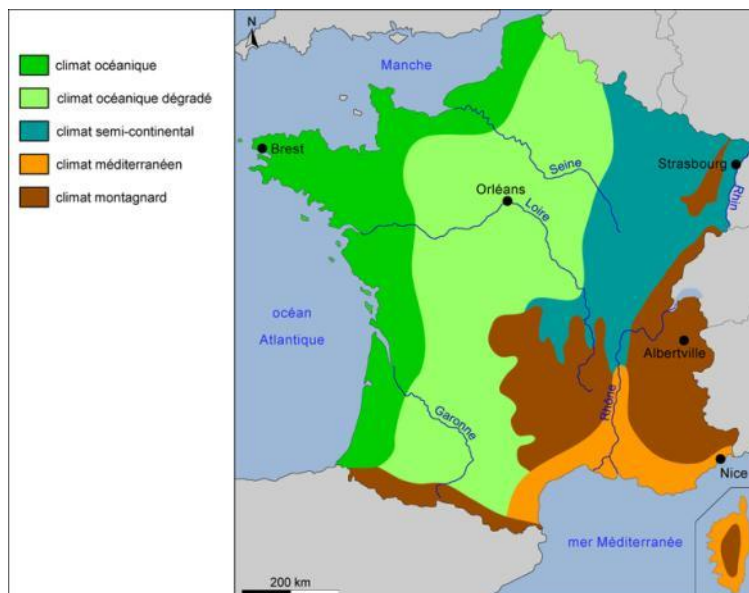 climat océanique
climat océanique dégradé
climat semi-continental
climat méditerranéen
climat montagnard
N
Manche
Brest
Strasbourg
Seine
Orléans
Loire
Rhin
océan
Atlantique
Albertville
Rhône
Garonne
Nice
mer Méditerranée
200 km